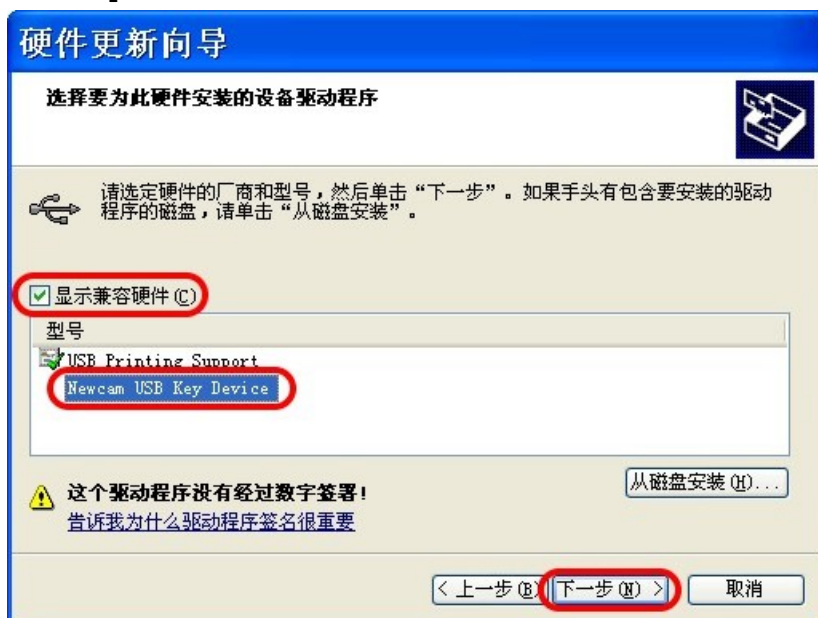 硬件更新向导
选择要为此硬件安装的设备驱动程序
请选定硬件的厂商和型号，然后单击“下一步”。如果手头有包含要安装的驱动
程序的磁盘，请单击“从磁盘安装”。
显示兼容硬件(C)
型号
USB Printing Support
Newcam USB Key Device
从磁盘安装(H)...
这个驱动程序没有经过数字签署!
告诉我为什么驱动程序签名很重要
< 上一步(B) 下一步(N) > 取消